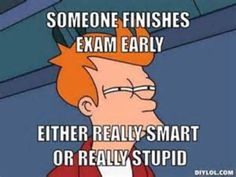 SOMEONE FINISHES
EXAM EARLY
EITHER REALLY SMART
OR REALLY STUPID
DIYLOL.COM